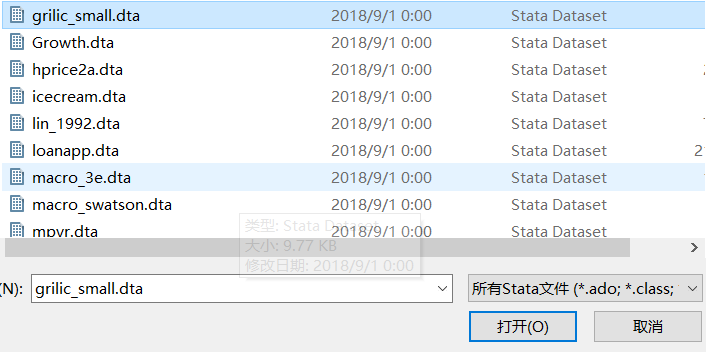 grilic_small.dta 2018/9/1 0:00 Stata Dataset
Growth.dta 2018/9/1 0:00 Stata Dataset
hprice2a.dta 2018/9/1 0:00 Stata Dataset
icecream.dta 2018/9/1 0:00 Stata Dataset
lin_1992.dta 2018/9/1 0:00 Stata Dataset
loanapp.dta 2018/9/1 0:00 Stata Dataset 21
macro_3e.dta 2018/9/1 0:00 Stata Dataset
macro_swatson.dta 2018/9/1 0:00 Stata Dataset
mpyr.dta 2018/9/1 0:00 Stata Dataset
类型: Stata Dataset
大小: 9.77 KB
修改日期: 2018/9/1 0:00
(N): grilic_small.dta 所有Stata文件 (*.ado; *.class;
打开(O) 取消